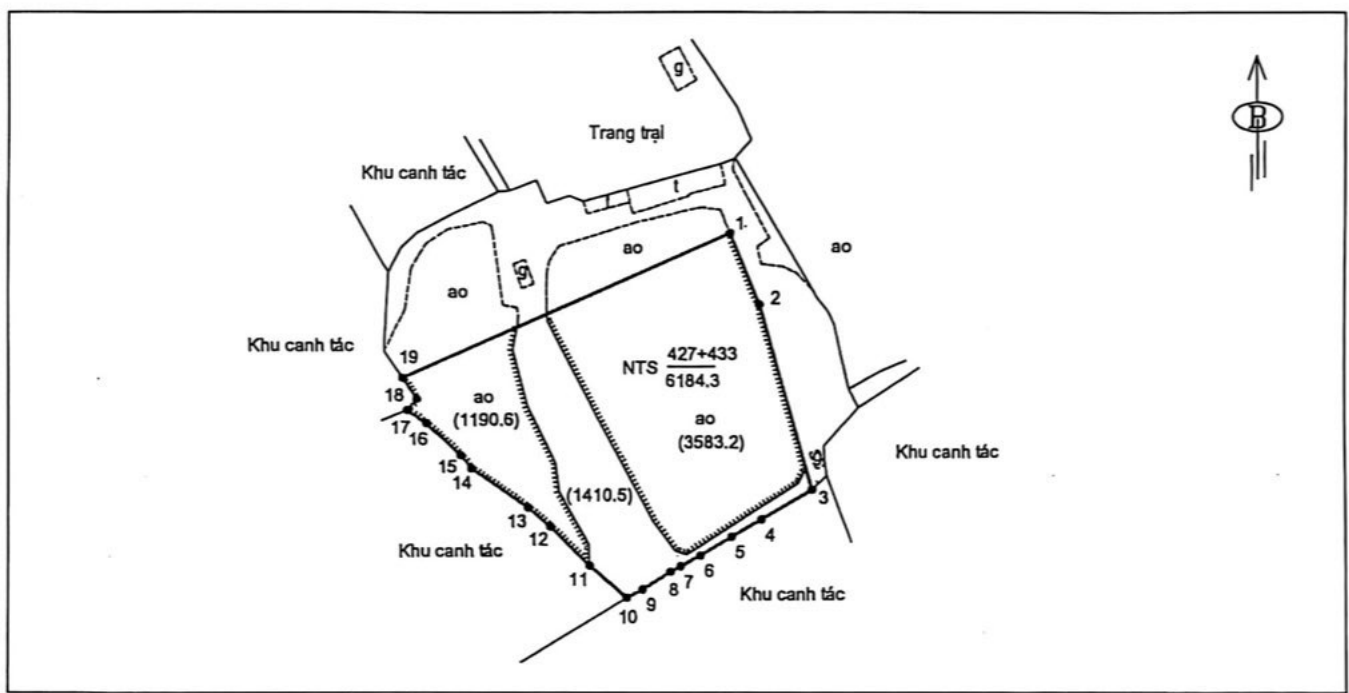 g
B
Trang trại
Khu canh tác
t
1
ao
ao
g
ao
2
Khu canh tác
19
NTS 427+433
6184.3
18
ao
(1190.6)
ao
(3583.2)
17
16
Khu canh tác
15
14
(1410.5)
3
13
4
12
5
Khu canh tác
6
11
7
8
9
Khu canh tác
10